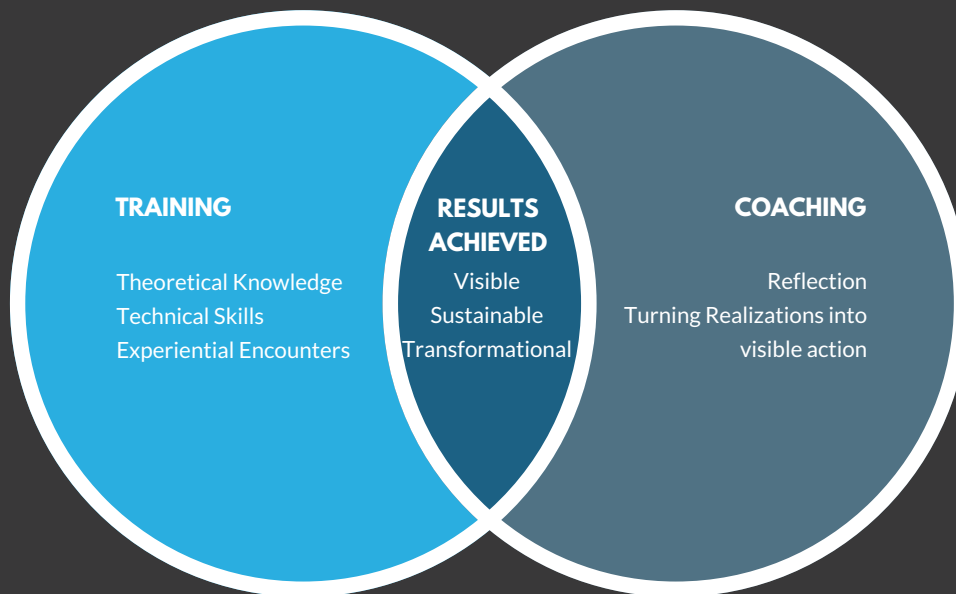 TRAINING
Theoretical Knowledge
Technical Skills
Experiential Encounters
RESULTS
ACHIEVED
Visible
Sustainable
Transformational
COACHING
Reflection
Turning Realizations into
visible action